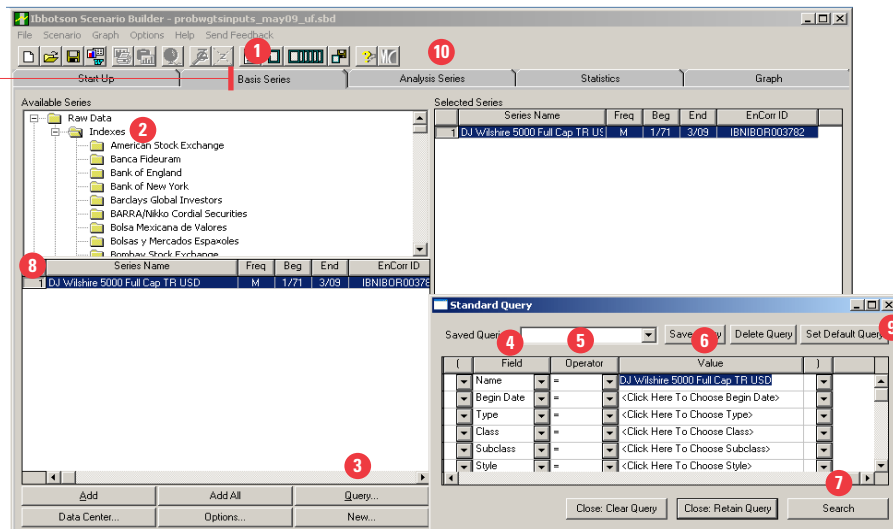 Ibbotson Scenario Builder - probwgtsinputs_may09_uf.sbd
File Scenario Graph Options Help Send Feedback
1
10
Start Up Basis Series Analysis Series Statistics Graph
Available Series
Selected Series
Raw Data
Indexes
2
American Stock Exchange
Banca Fideuram
Bank of England
Bank of New York
Barclays Global Investors
BARRA/Nikko Cordial Securities
Bolsa Mexicana de Valores
Bolsas y Mercados Espa×oles
Bombay Stock Exchange
Series Name Freq Beg End EnCorr ID
1 DJ Wilshire 5000 Full Cap TR US M 1/71 3/09 IBNIBOR003782
8
Series Name Freq Beg End EnCorr ID
1 DJ Wilshire 5000 Full Cap TR USD M 1/71 3/09 IBNIBOR00378
3
Add Add All Query...
Data Center... Options... New...
Standard Query
Saved Queri Save ry Delete Query Set Default Query
4
5
6
9
( Field Operator Value )
Name = DJ Wilshire 5000 Full Cap TR USD
Begin Date = <Click Here To Choose Begin Date>
Type = <Click Here To Choose Type>
Class = <Click Here To Choose Class>
Subclass = <Click Here To Choose Subclass>
Style = <Click Here To Choose Style>
7
Close: Clear Query Close: Retain Query Search